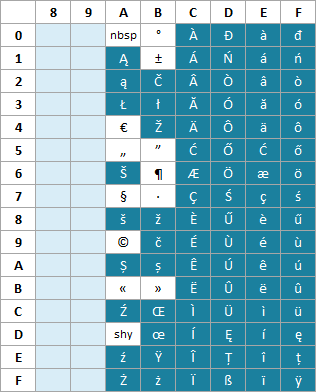 8 9 A B C D E F
0 nbsp ° À Đ à đ
1 Ą ± Á Ń á ń
2 ą Č Â Ò â ò
3 Ł ł Ă Ó ă ó
4 € Ž Ä Ô ä ô
5 „ ” Ć Ő ć ő
6 Š ¶ Æ Ö æ ö
7 § · Ç Ś ç ś
8 š ž È Ű è ű
9 © č É Ù é ù
A Ș ș Ê Ú ê ú
B « » Ë Û ë û
C Ź Œ Ì Ü ì ü
D shy œ Í Ę í ę
E ź Ÿ Î Ț î ț
F Ż ż Ï ß ï ÿ